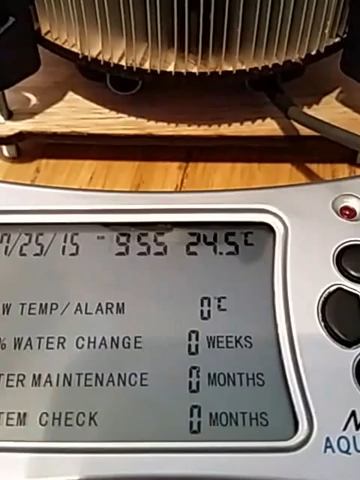 7/25/15 - 9:55 24.5°C
W TEMP/ALARM 0°C
% WATER CHANGE 0 WEEKS
TER MAINTENANCE 0 MONTHS
TEM CHECK 0 MONTHS
AQU